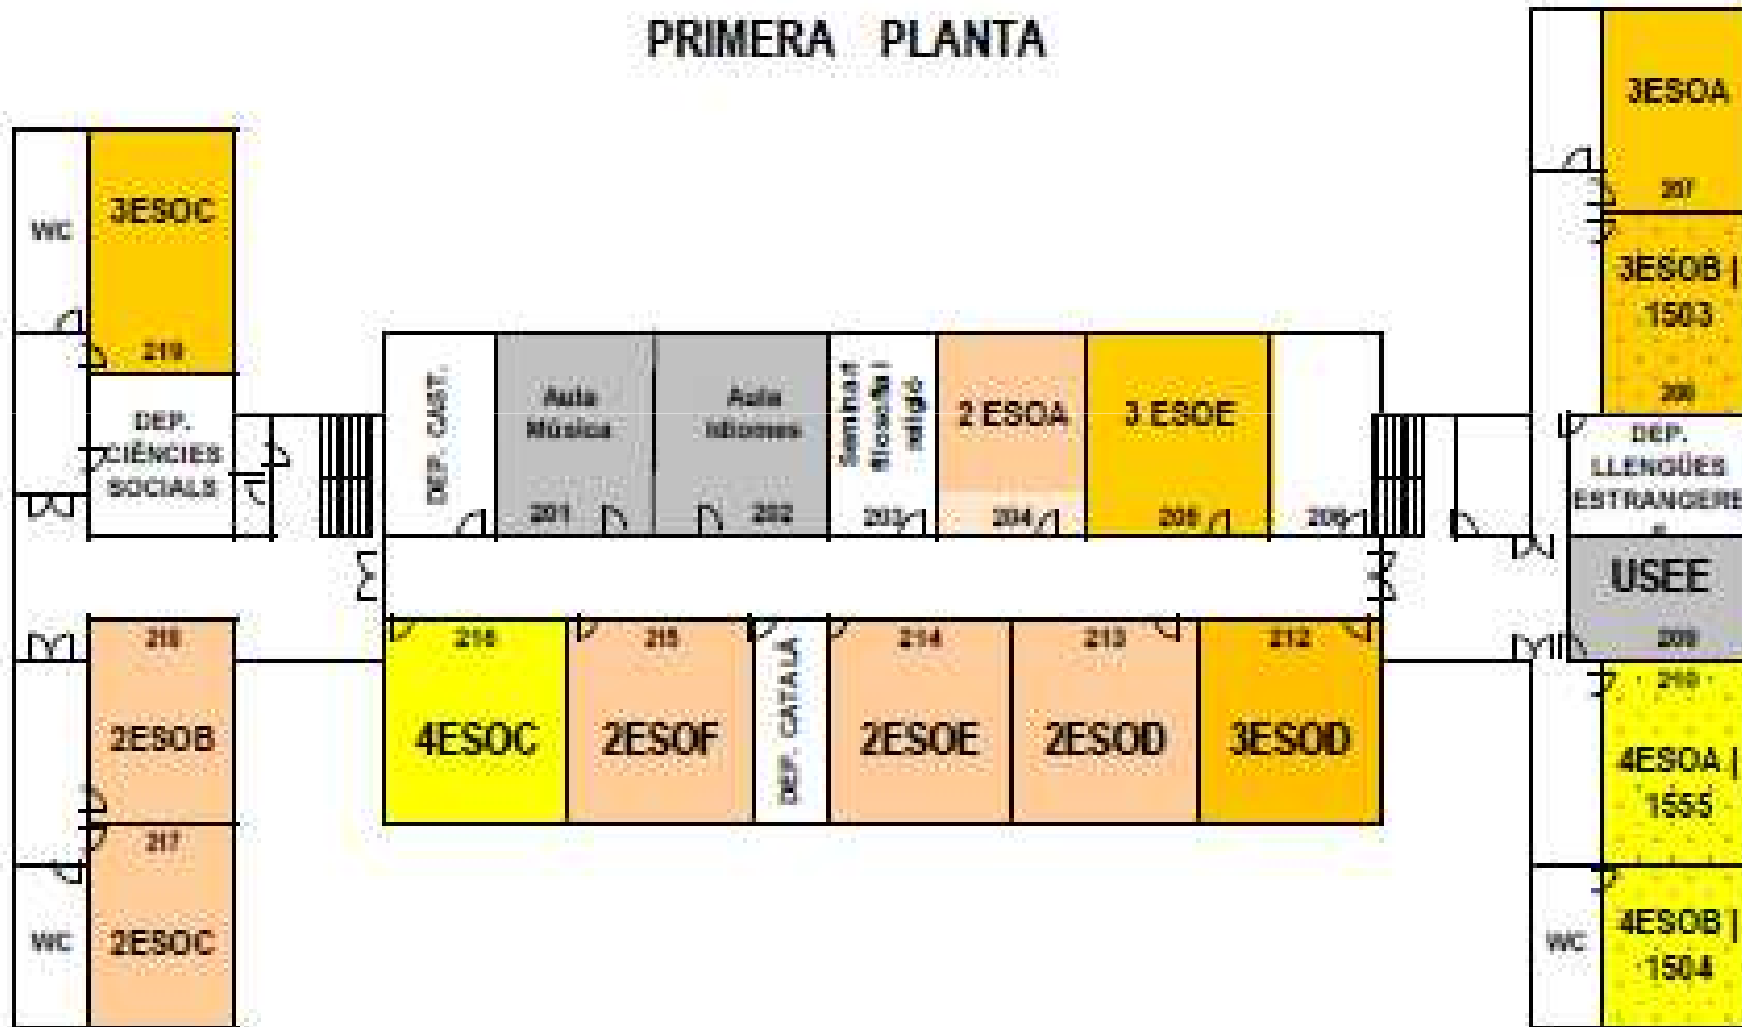 PRIMERA PLANTA
3ESOA
207
3ESOB |
1503
WC
3ESOC
219
DEP.
CIÈNCIES
SOCIALS
DEP. CAST.
Aula
Música
201
Aula
Idiomes
202
203
2 ESOA
204
3 ESOE
205
206
DEP.
LLENGÜES
ESTRANGERE
USEE
209
2ESOB
217
WC
2ESOC
216
4ESOC
215
2ESOF
DEP. CATALÀ
214
2ESOE
213
2ESOD
212
3ESOD
210
4ESOA |
1555
WC
4ESOB |
1504